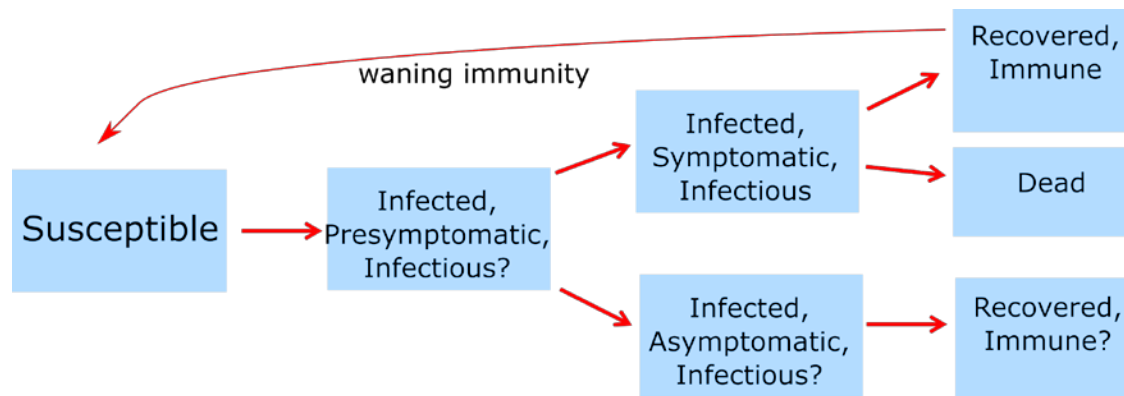 Susceptible
waning immunity
Infected,
Presymptomatic,
Infectious?
Infected,
Symptomatic,
Infectious
Recovered,
Immune
Dead
Infected,
Asymptomatic,
Infectious?
Recovered,
Immune?